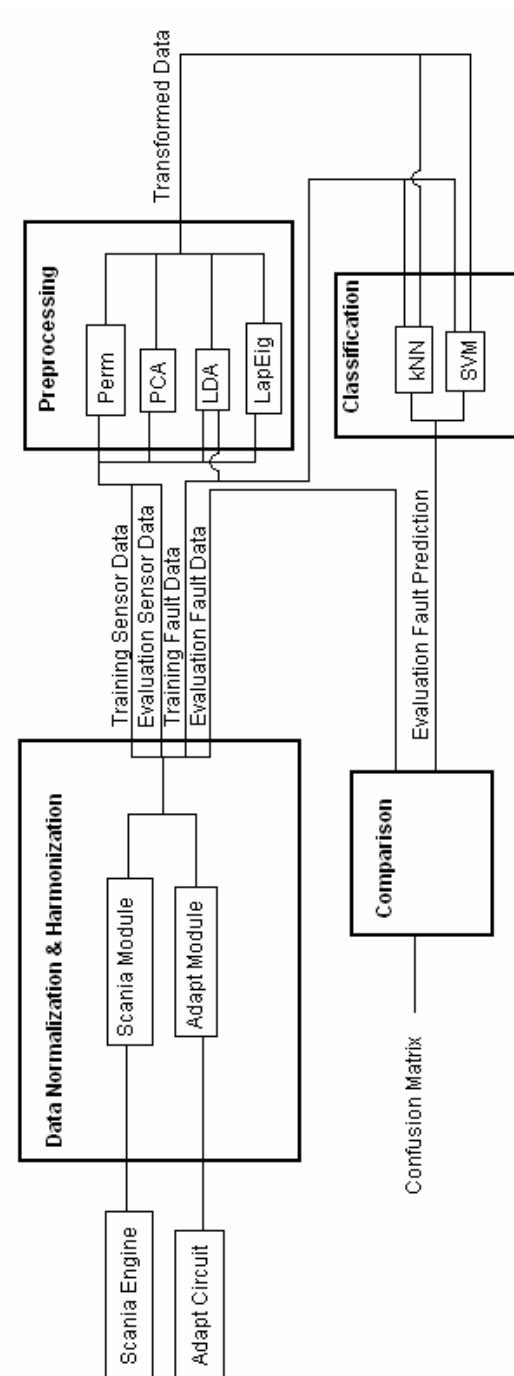 Scania Engine
Adapt Circuit
Data Normalization & Harmonization
Scania Module
Adapt Module
Training Sensor Data
Evaluation Sensor Data
Training Fault Data
Evaluation Fault Data
Preprocessing
Perm
PCA
LDA
LapEig
Transformed Data
Classification
kNN
SVM
Evaluation Fault Prediction
Comparison
Confusion Matrix